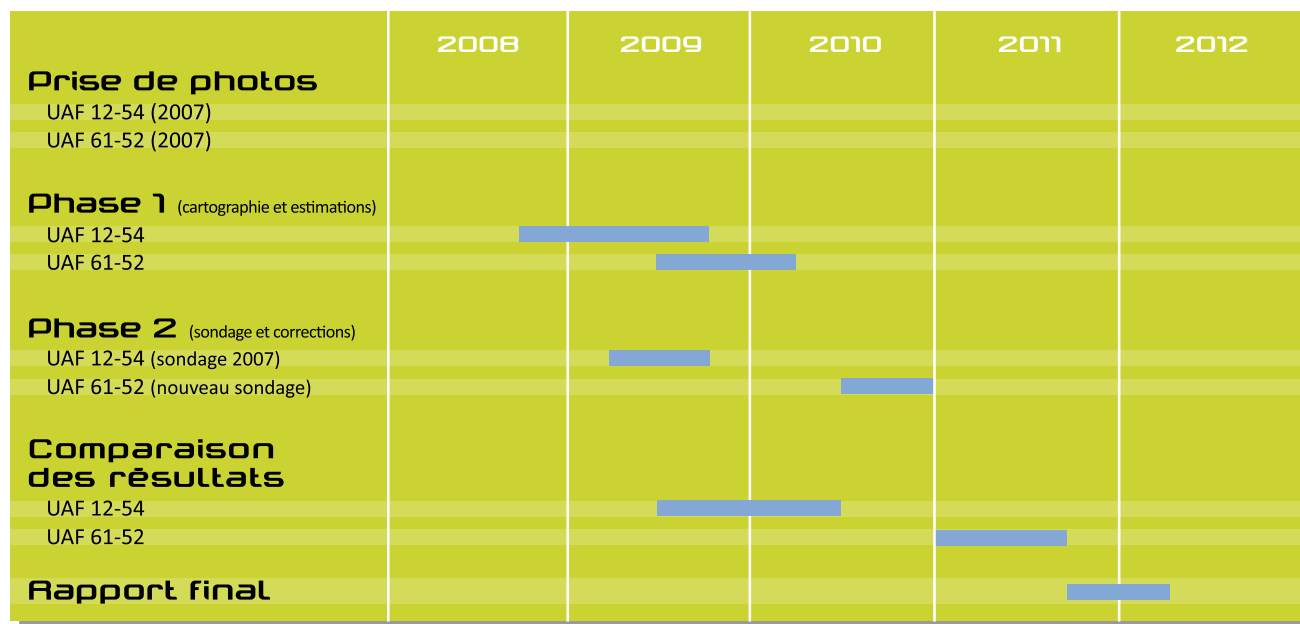 2008 2009 2010 2011 2012
Prise de photos
UAF 12-54 (2007)
UAF 61-52 (2007)
Phase 1 (cartographie et estimations)
UAF 12-54
UAF 61-52
Phase 2 (sondage et corrections)
UAF 12-54 (sondage 2007)
UAF 61-52 (nouveau sondage)
Comparaison
des résultats
UAF 12-54
UAF 61-52
Rapport final